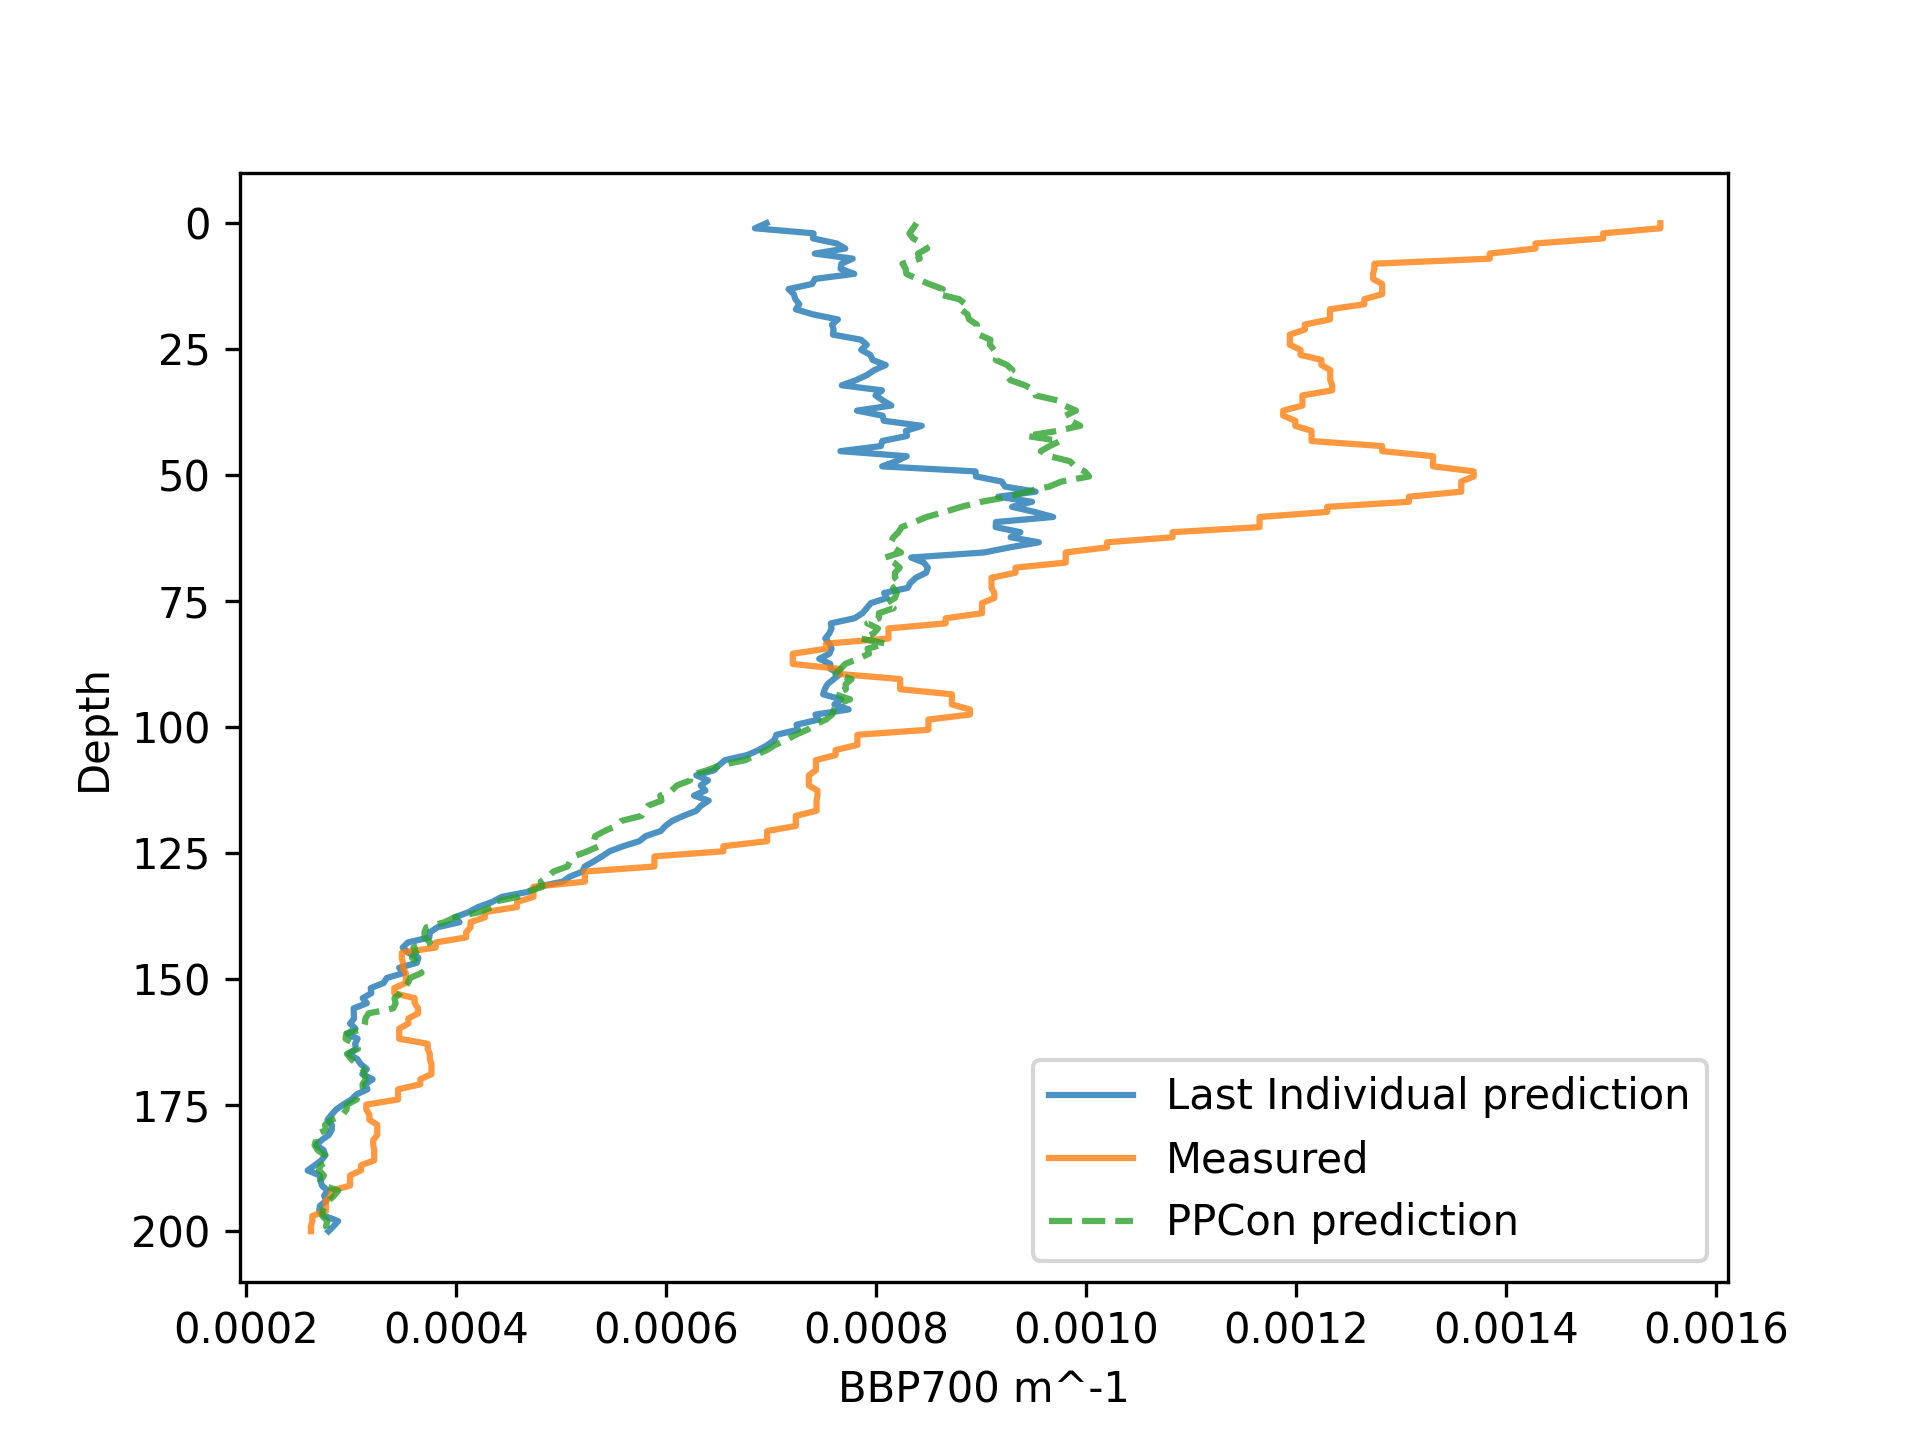 0
25
50
75
100
125
150
175
200
Depth
0.0002 0.0004 0.0006 0.0008 0.0010 0.0012 0.0014 0.0016
BBP700 m^-1
Last Individual prediction
Measured
PPCon prediction